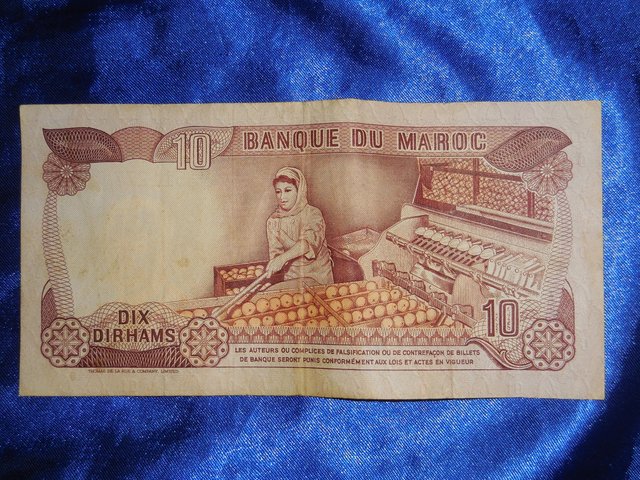 10 BANQUE DU MAROC
DIX
DIRHAMS
10
LES AUTEURS OU COMPLICES DE FALSIFICATION OU DE CONTREFAÇON DE BILLETS
DE BANQUE SERONT PUNIS CONFORMÉMENT AUX LOIS ET ACTES EN VIGUEUR
THOMAS DE LA RUE & COMPANY, LIMITED